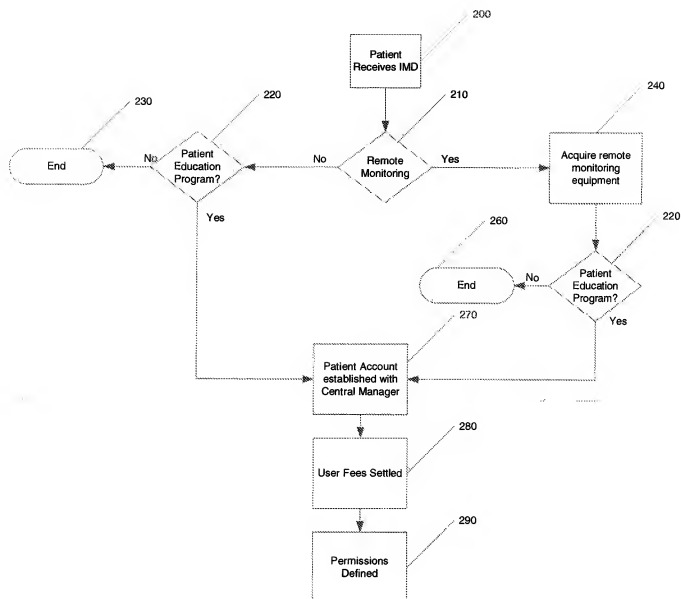 200
Patient
Receives IMD
240
230
220
210
Patient
Education
Program?
Remote
Monitoring
Acquire remote
monitoring
equipment
End
No
No
Yes
Yes
260
220
End
No
Patient
Education
Program?
Yes
270
Patient Account
established with
Central Manager
280
User Fees Settled
290
Permissions
Defined